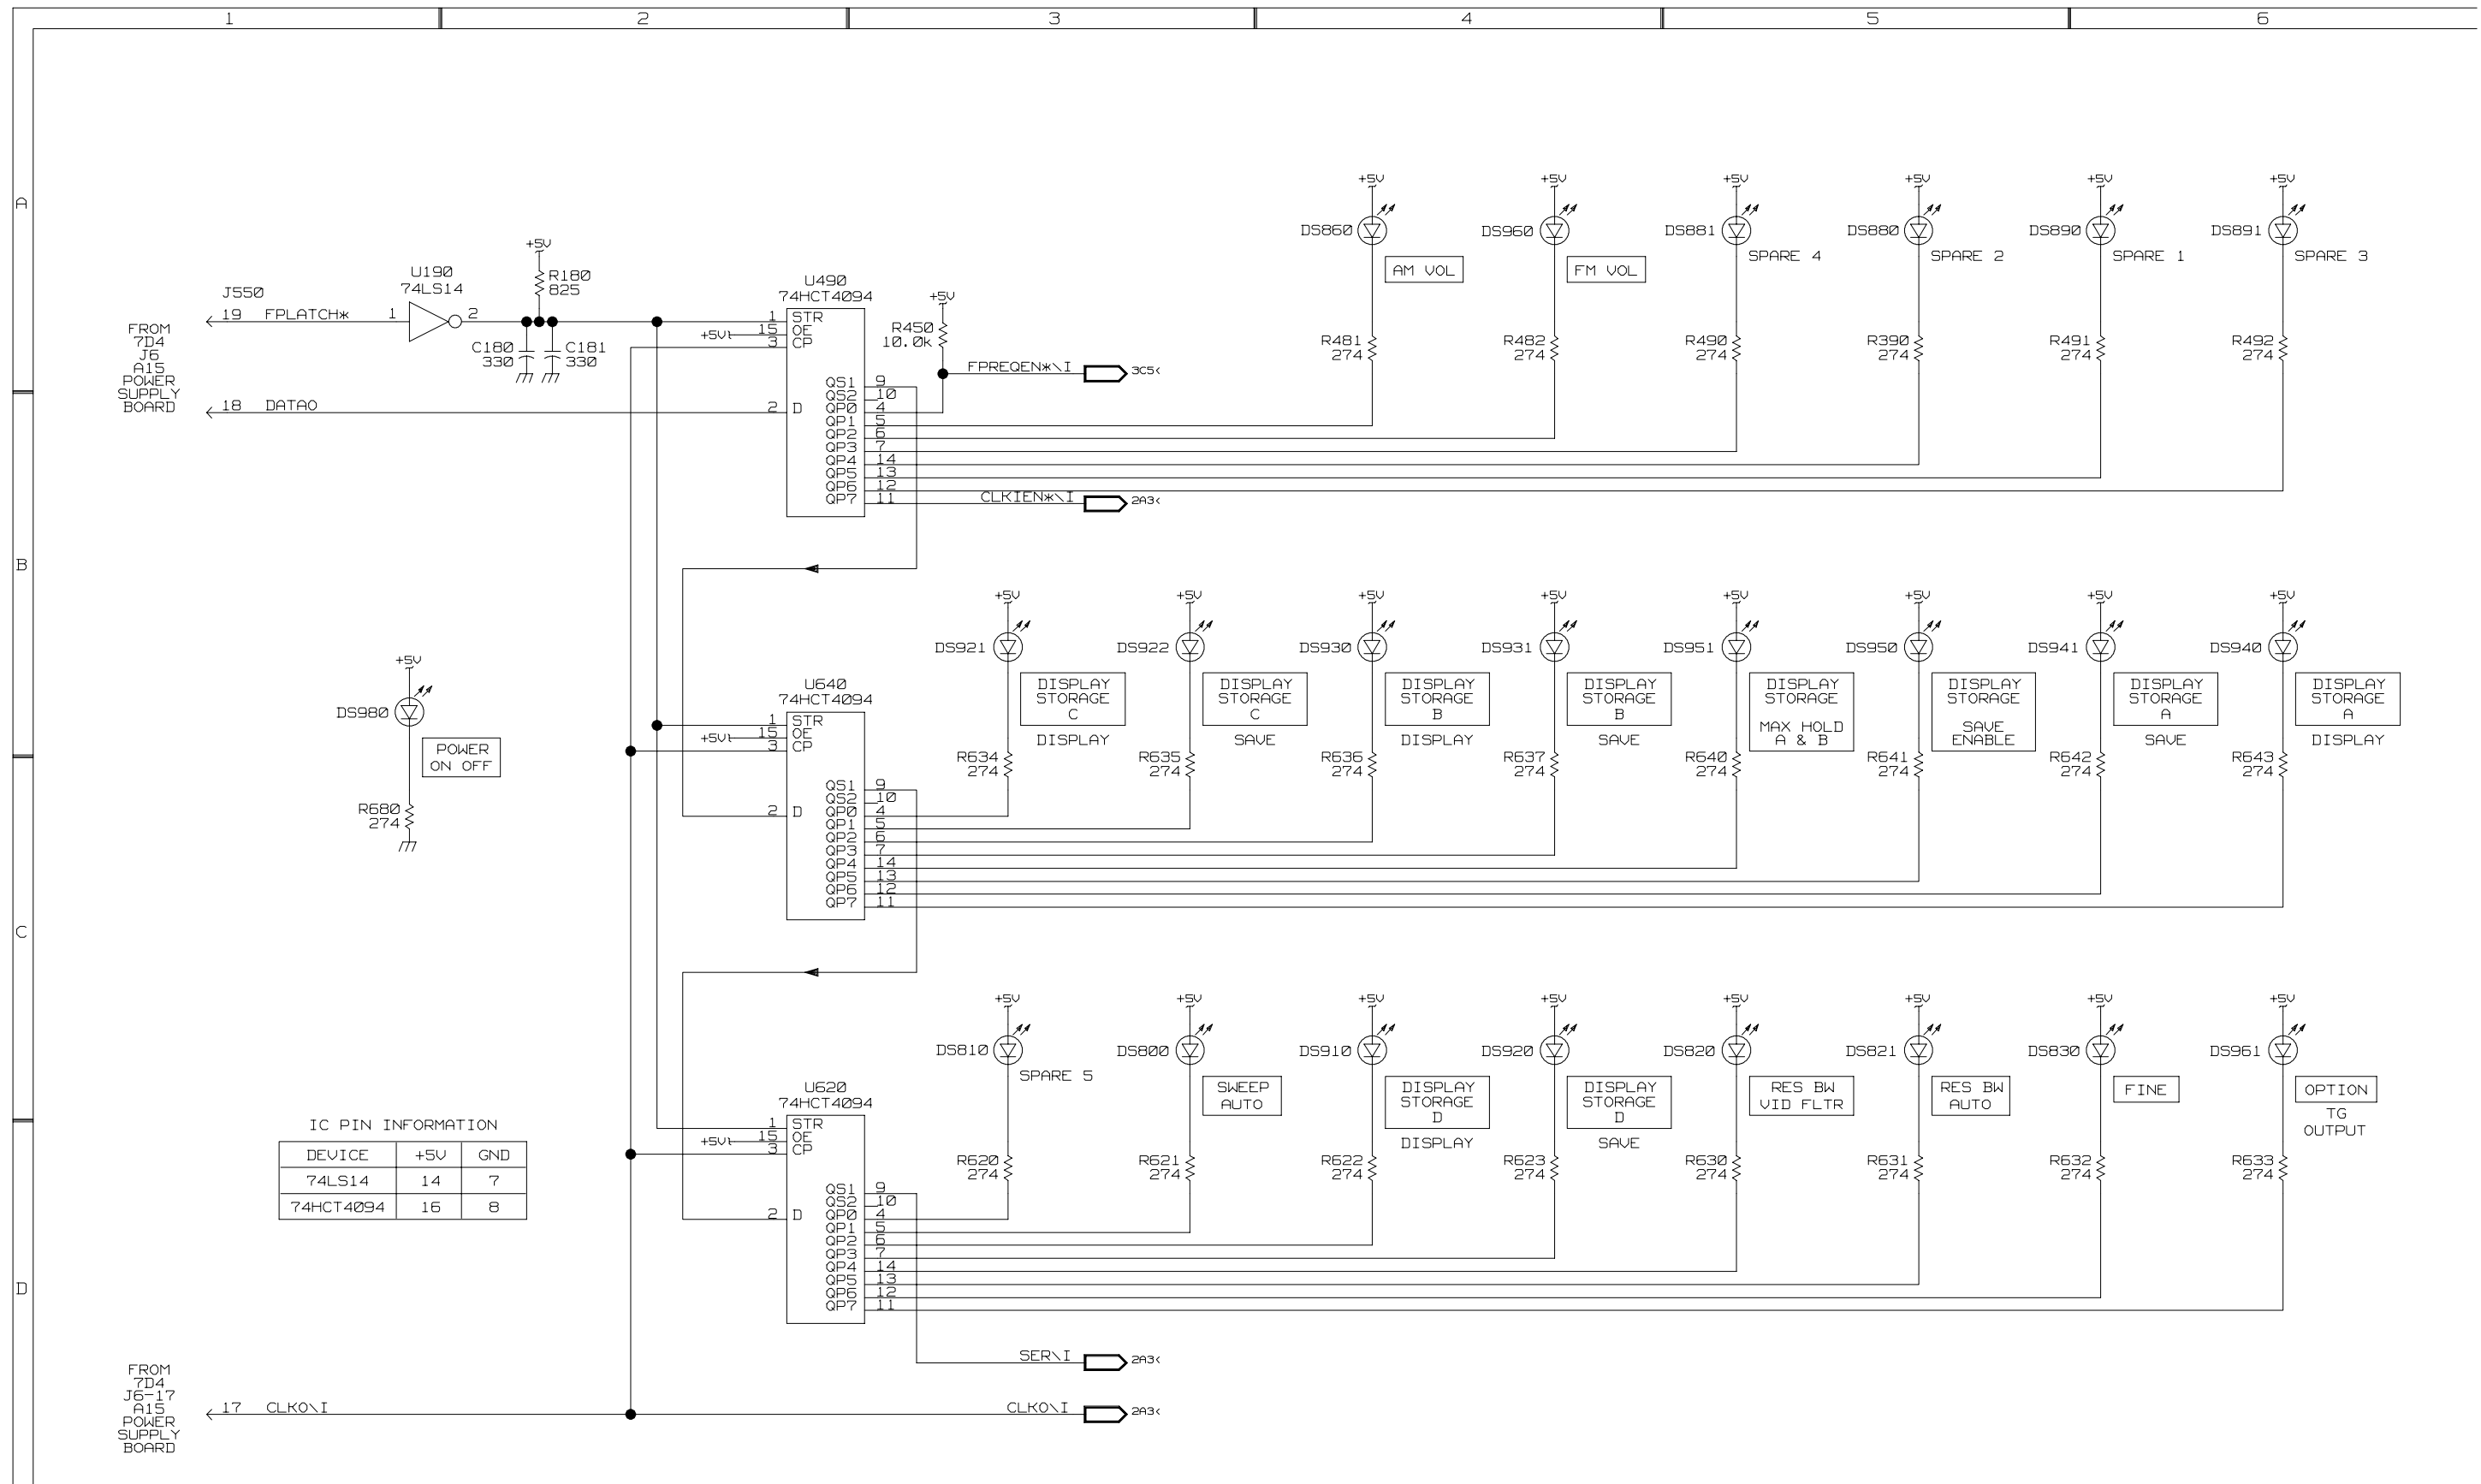 1 2 3 4 5 6
A
B
C
D
FROM
7D4
J6
A15
POWER
SUPPLY
BOARD
J550
19 FPLATCH*
18 DATAO
U190
74LS14
1 2
+5V
R180
825
C180
330
C181
330
U490
74HCT4094
1 STR
+5V 15 OE
3 CP
2 D
QS1 9
QS2 10
QP0 4
QP1 5
QP2 6
QP3 7
QP4 14
QP5 13
QP6 12
QP7 11
+5V
R450
10.0k
FPREQEN*\I 3C5<
CLKIEN*\I 2A3<
+5V
DS860
AM VOL
R481
274
+5V
DS960
FM VOL
R482
274
+5V
DS881
SPARE 4
R490
274
+5V
DS880
SPARE 2
R390
274
+5V
DS890
SPARE 1
R491
274
+5V
DS891
SPARE 3
R492
274
+5V
DS980
POWER
ON OFF
R680
274
U640
74HCT4094
1 STR
+5V 15 OE
3 CP
2 D
QS1 9
QS2 10
QP0 4
QP1 5
QP2 6
QP3 7
QP4 14
QP5 13
QP6 12
QP7 11
+5V
DS921
DISPLAY
STORAGE
C
DISPLAY
R634
274
+5V
DS922
DISPLAY
STORAGE
C
SAVE
R635
274
+5V
DS930
DISPLAY
STORAGE
B
DISPLAY
R636
274
+5V
DS931
DISPLAY
STORAGE
B
SAVE
R637
274
+5V
DS951
DISPLAY
STORAGE
MAX HOLD
A & B
R640
274
+5V
DS950
DISPLAY
STORAGE
SAVE
ENABLE
R641
274
+5V
DS941
DISPLAY
STORAGE
A
SAVE
R642
274
+5V
DS940
DISPLAY
STORAGE
A
DISPLAY
R643
274
IC PIN INFORMATION
DEVICE +5V GND
74LS14 14 7
74HCT4094 16 8
U620
74HCT4094
1 STR
+5V 15 OE
3 CP
2 D
QS1 9
QS2 10
QP0 4
QP1 5
QP2 6
QP3 7
QP4 14
QP5 13
QP6 12
QP7 11
+5V
DS810
SPARE 5
R620
274
+5V
DS800
SWEEP
AUTO
R621
274
+5V
DS910
DISPLAY
STORAGE
D
DISPLAY
R622
274
+5V
DS920
DISPLAY
STORAGE
D
SAVE
R623
274
+5V
DS820
RES BW
VID FLTR
R630
274
+5V
DS821
RES BW
AUTO
R631
274
+5V
DS830
FINE
R632
274
+5V
DS961
OPTION
TG
OUTPUT
R633
274
SER\I 2A3<
FROM
7D4
J6-17
A15
POWER
SUPPLY
BOARD
17 CLKO\I
CLKO\I 2A3<